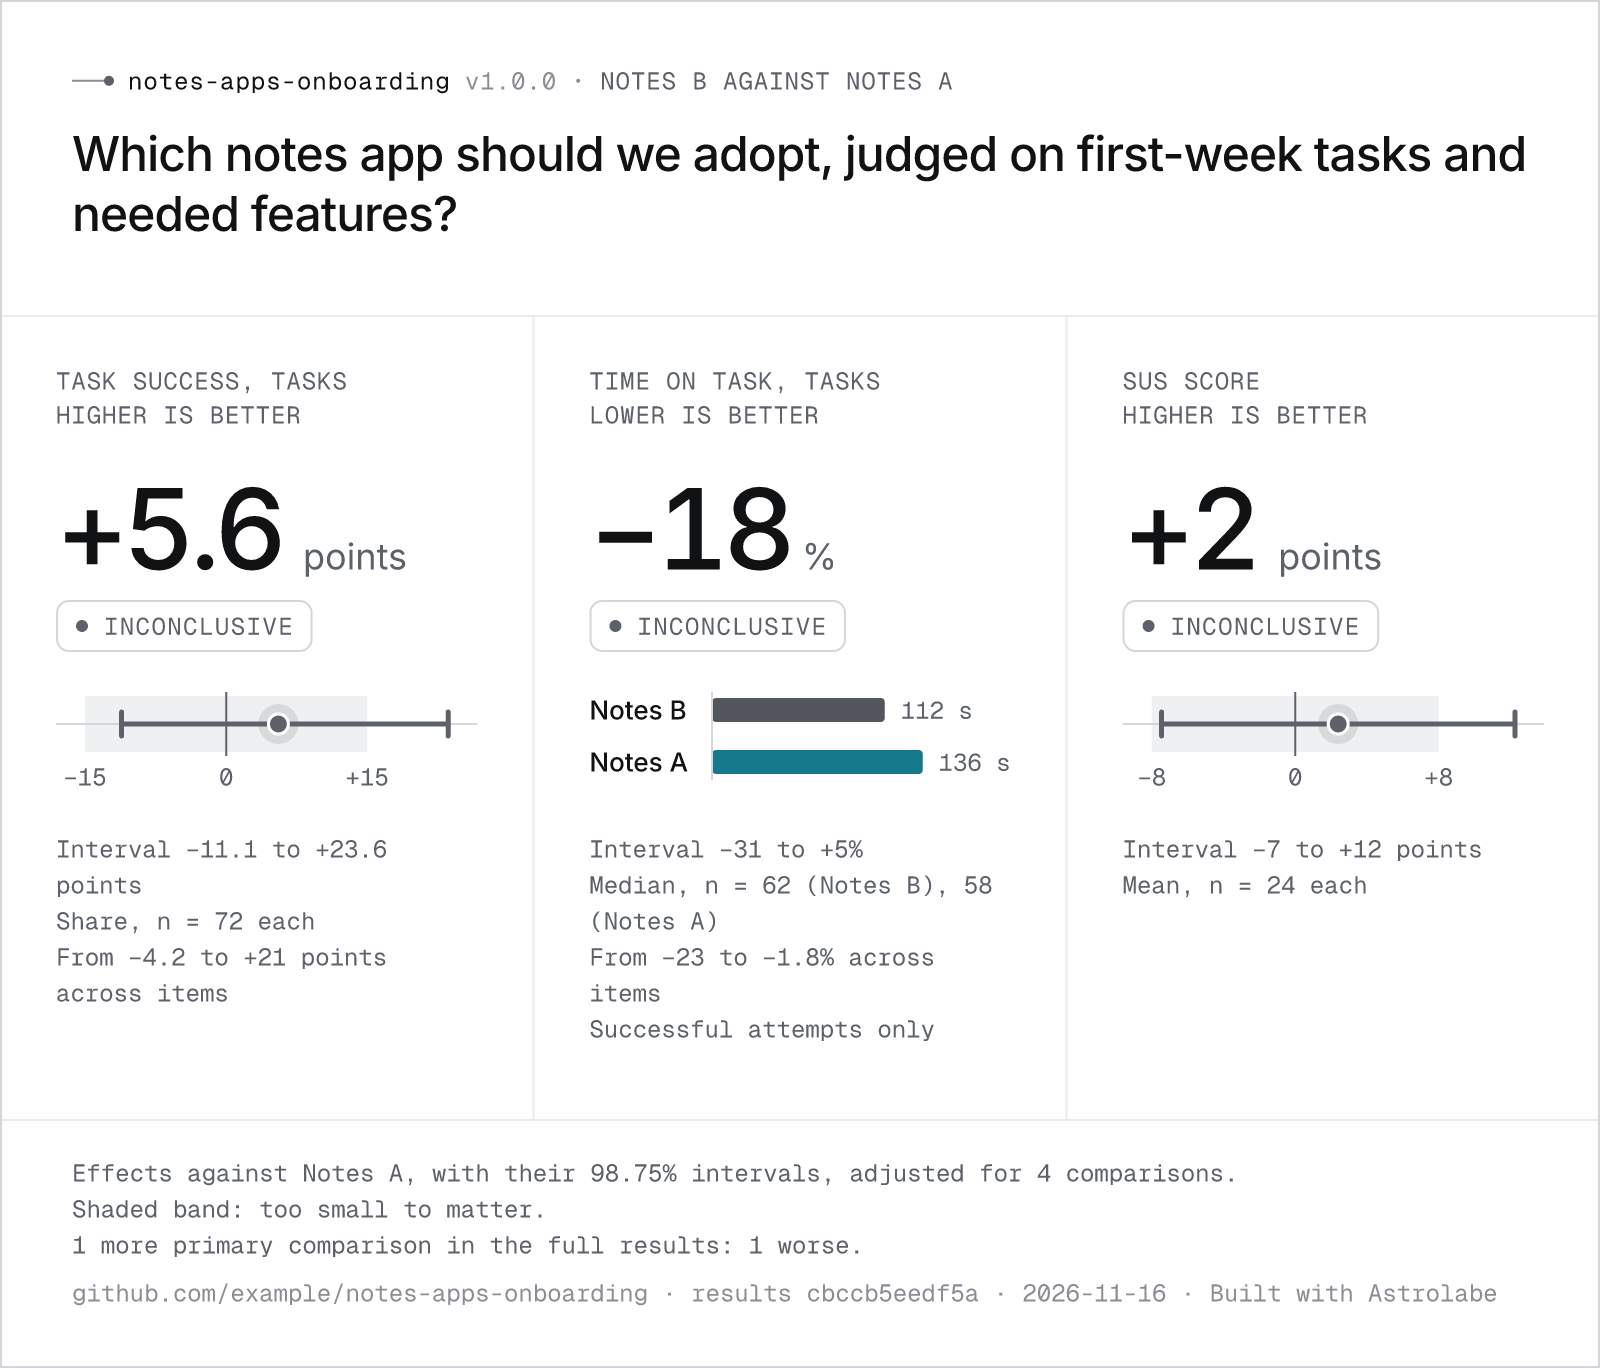 notes-apps-onboarding v1.0.0 · NOTES B AGAINST NOTES A
Which notes app should we adopt, judged on first-week tasks and
needed features?
TASK SUCCESS, TASKS
HIGHER IS BETTER
+5.6 points
INCONCLUSIVE
−15 0 +15
Interval −11.1 to +23.6
points
Share, n = 72 each
From −4.2 to +21 points
across items
TIME ON TASK, TASKS
LOWER IS BETTER
−18 %
INCONCLUSIVE
Notes B 112 s
Notes A 136 s
Interval −31 to +5%
Median, n = 62 (Notes B), 58
(Notes A)
From −23 to −1.8% across
items
Successful attempts only
SUS SCORE
HIGHER IS BETTER
+2 points
INCONCLUSIVE
−8 0 +8
Interval −7 to +12 points
Mean, n = 24 each
Effects against Notes A, with their 98.75% intervals, adjusted for 4 comparisons.
Shaded band: too small to matter.
1 more primary comparison in the full results: 1 worse.
github.com/example/notes-apps-onboarding · results cbccb5eedf5a · 2026-11-16 · Built with Astrolabe